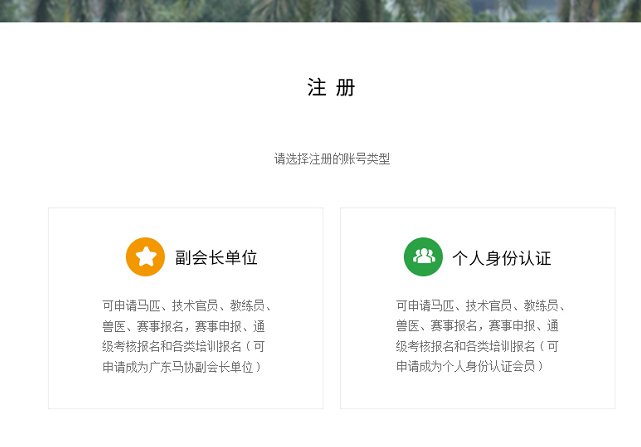 注 册
请选择注册的账号类型
副会长单位
可申请马匹、技术官员、教练员、
兽医、赛事报名，赛事申报、通
级考核报名和各类培训报名（可
申请成为广东马协副会长单位）
个人身份认证
可申请马匹、技术官员、教练员、
兽医、赛事报名，赛事申报、通
级考核报名和各类培训报名（可
申请成为个人身份认证会员）